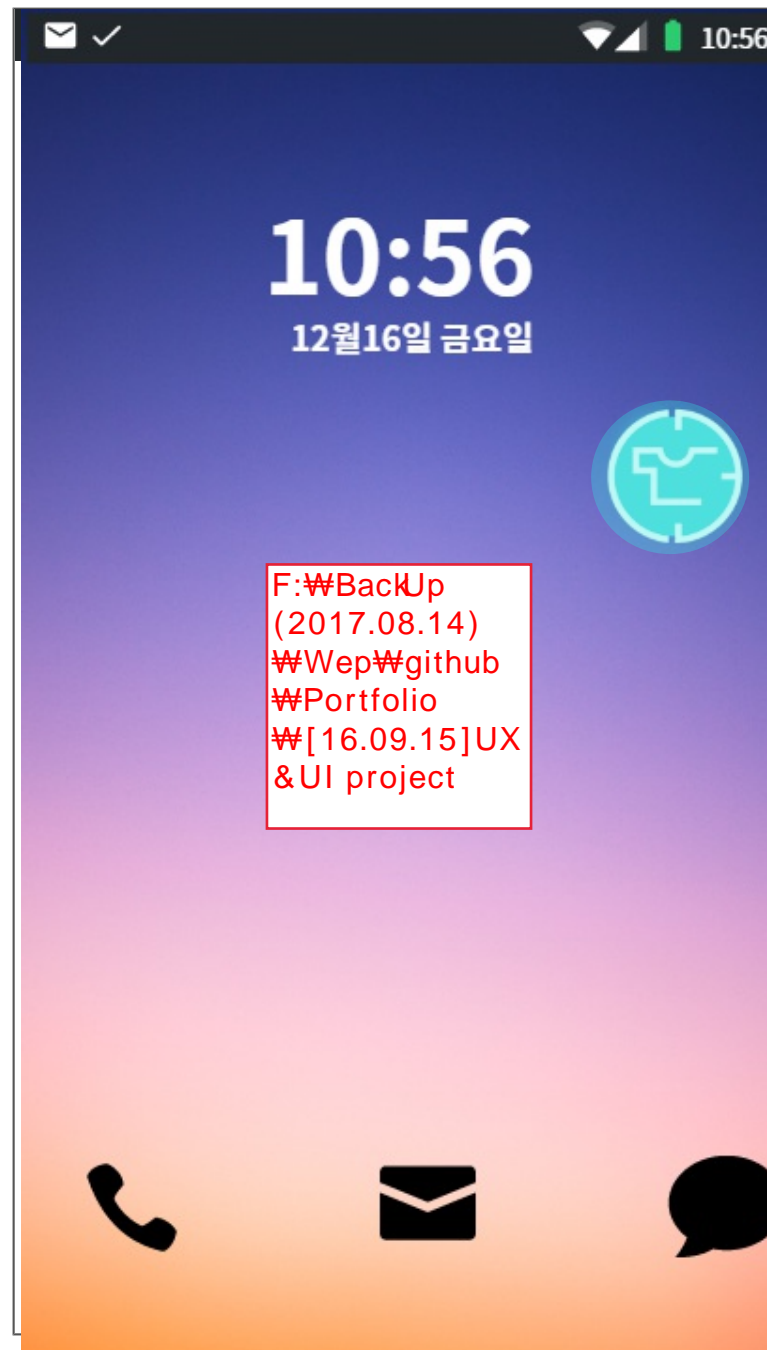 10:56
10:56
12월16일 금요일
F:₩BackUp
(2017.08.14)
₩Wep₩github
₩Portfolio
₩[16.09.15]UX
&UI project